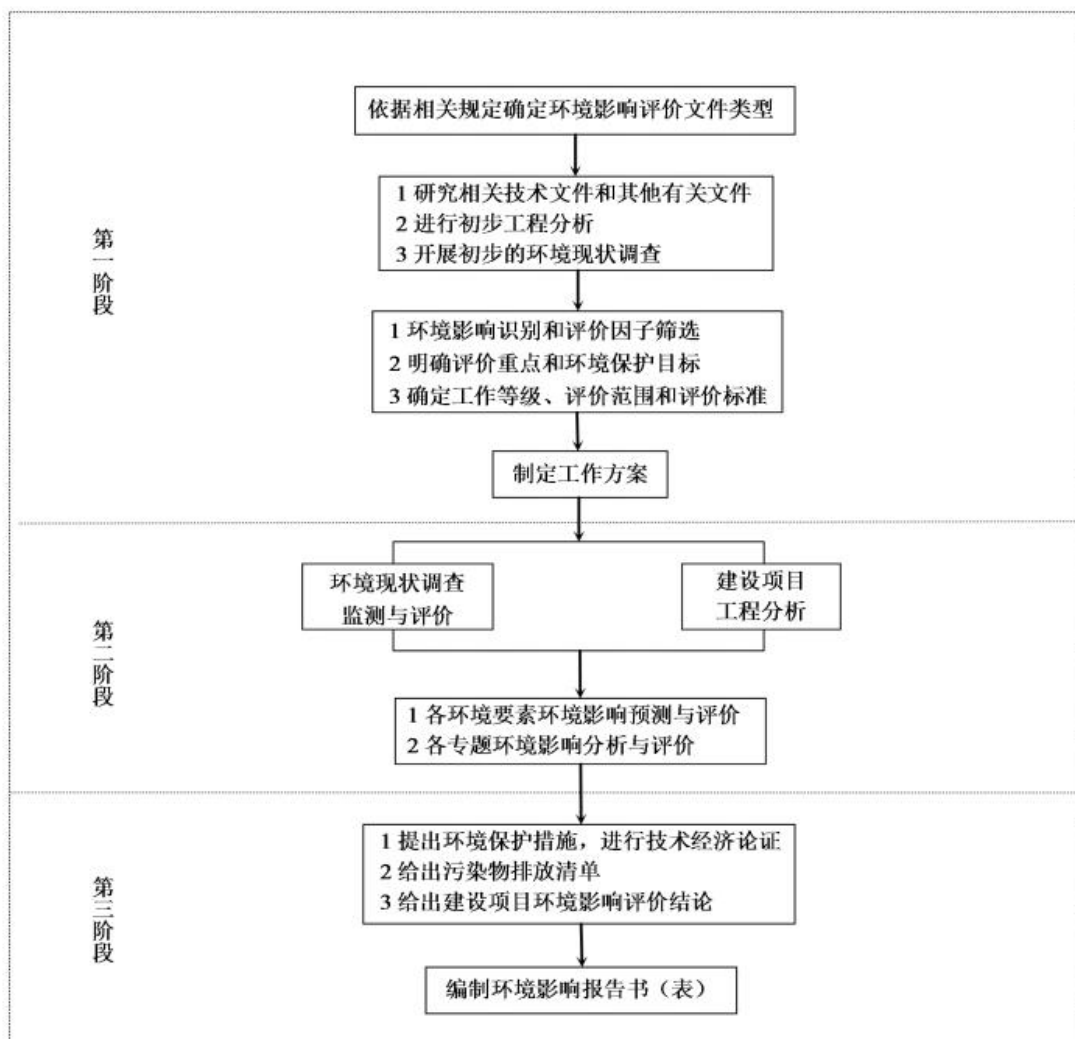 依据相关规定确定环境影响评价文件类型
1 研究相关技术文件和其他有关文件
2 进行初步工程分析
3 开展初步的环境现状调查
第一阶段
1 环境影响识别和评价因子筛选
2 明确评价重点和环境保护目标
3 确定工作等级、评价范围和评价标准
制定工作方案
环境现状调查
监测与评价
建设项目
工程分析
第二阶段
1 各环境要素环境影响预测与评价
2 各专题环境影响分析与评价
1 提出环境保护措施，进行技术经济论证
2 给出污染物排放清单
3 给出建设项目环境影响评价结论
第三阶段
编制环境影响报告书（表）